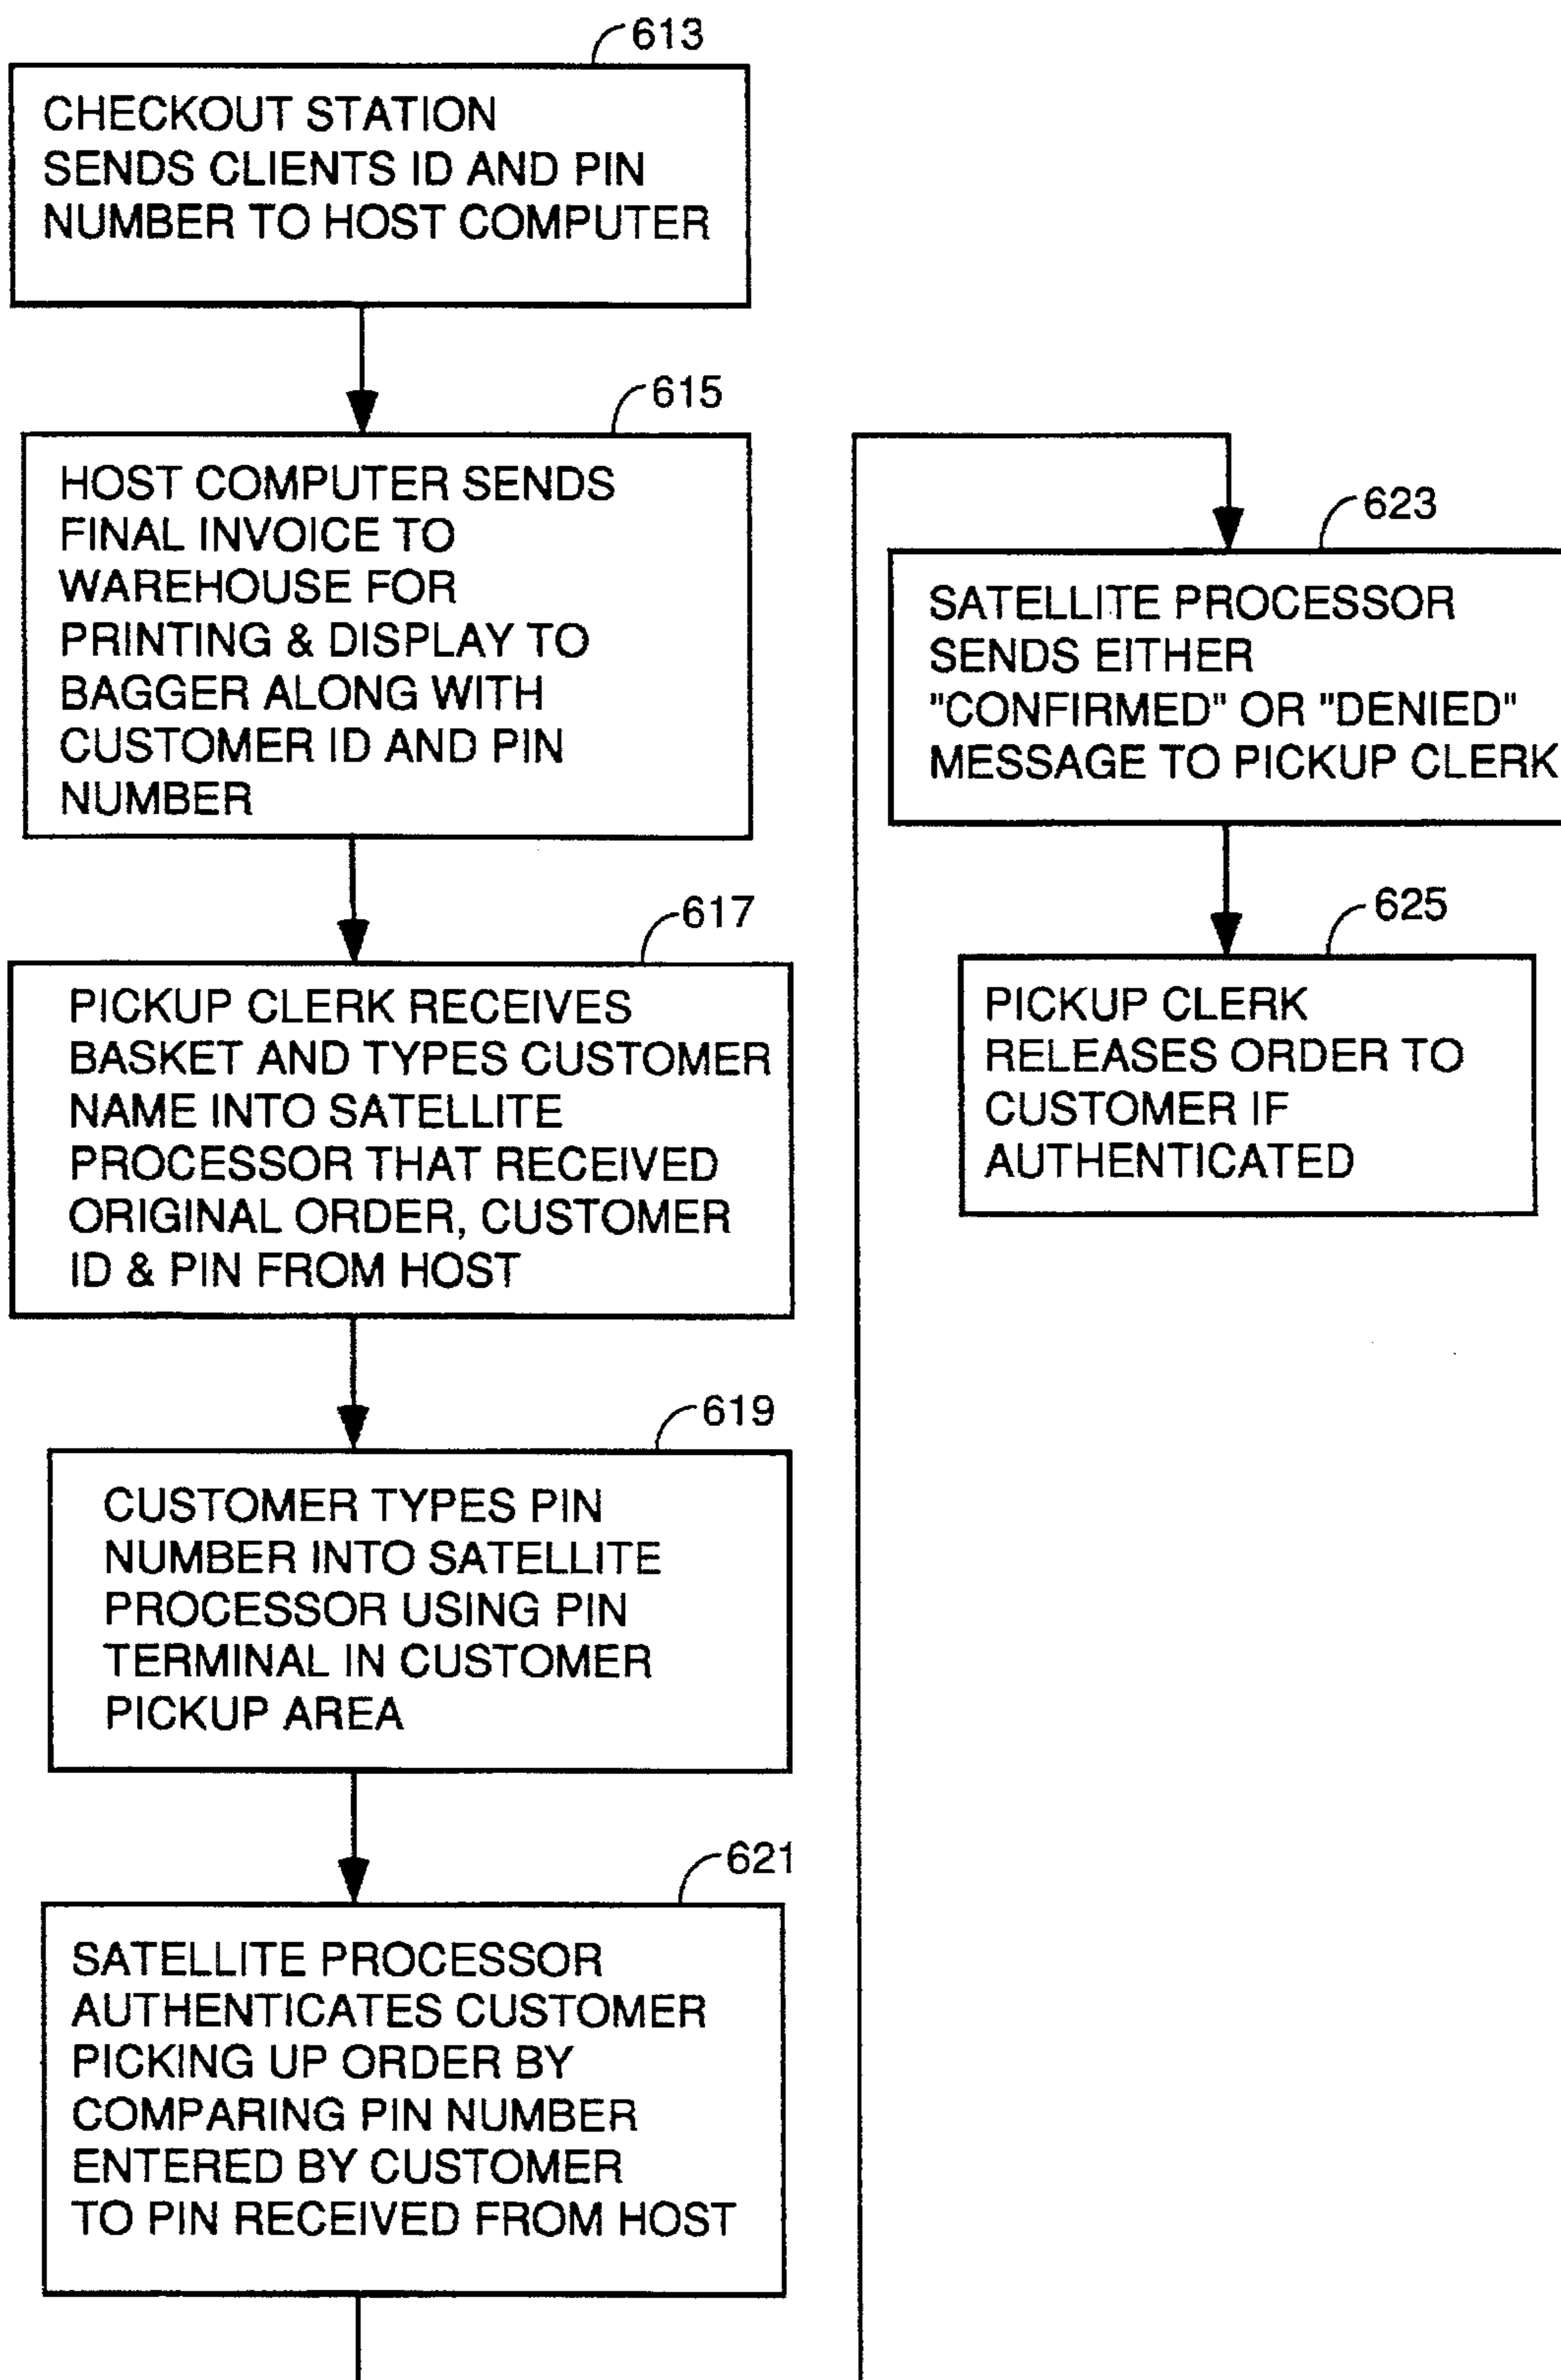 613
CHECKOUT STATION
SENDS CLIENTS ID AND PIN
NUMBER TO HOST COMPUTER
615
HOST COMPUTER SENDS
FINAL INVOICE TO
WAREHOUSE FOR
PRINTING & DISPLAY TO
BAGGER ALONG WITH
CUSTOMER ID AND PIN
NUMBER
617
PICKUP CLERK RECEIVES
BASKET AND TYPES CUSTOMER
NAME INTO SATELLITE
PROCESSOR THAT RECEIVED
ORIGINAL ORDER, CUSTOMER
ID & PIN FROM HOST
619
CUSTOMER TYPES PIN
NUMBER INTO SATELLITE
PROCESSOR USING PIN
TERMINAL IN CUSTOMER
PICKUP AREA
621
SATELLITE PROCESSOR
AUTHENTICATES CUSTOMER
PICKING UP ORDER BY
COMPARING PIN NUMBER
ENTERED BY CUSTOMER
TO PIN RECEIVED FROM HOST
623
SATELLITE PROCESSOR
SENDS EITHER
"CONFIRMED" OR "DENIED"
MESSAGE TO PICKUP CLERK
625
PICKUP CLERK
RELEASES ORDER TO
CUSTOMER IF
AUTHENTICATED